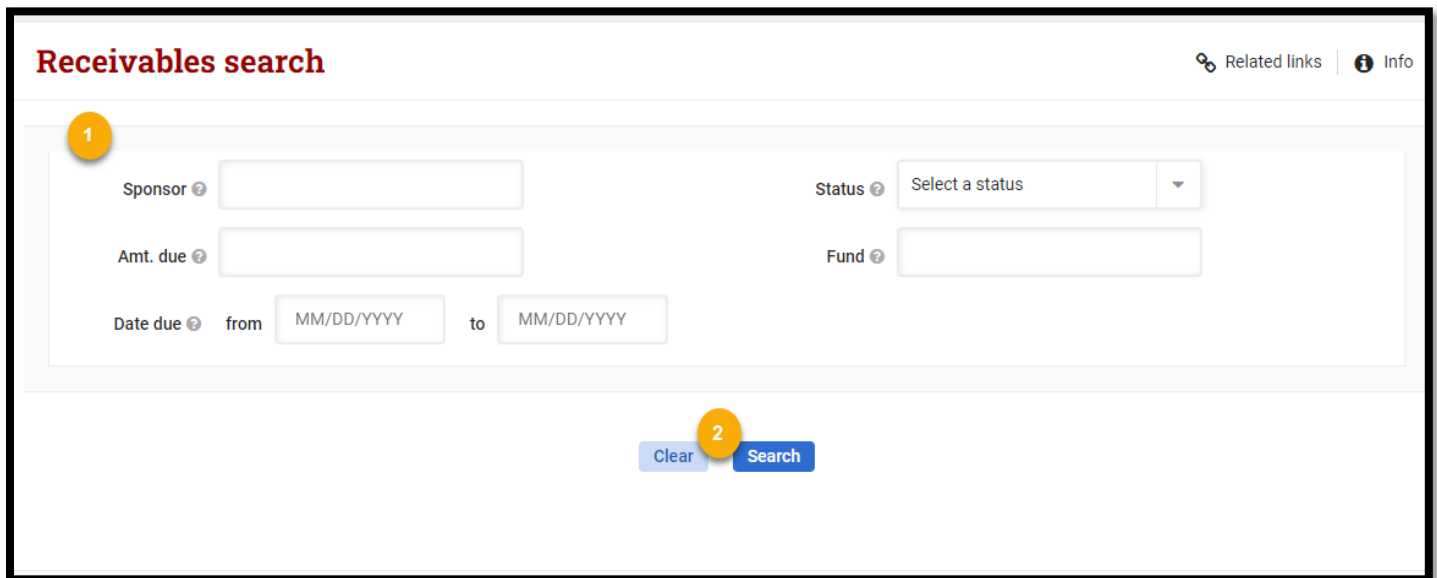 Receivables search
Related links
Info
1
Sponsor
Status
Select a status
Amt. due
Fund
Date due from MM/DD/YYYY to MM/DD/YYYY
2
Clear
Search